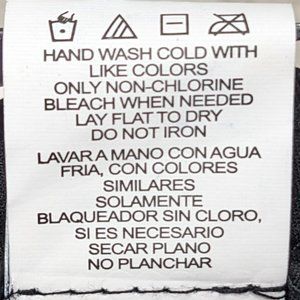 HAND WASH COLD WITH
LIKE COLORS
ONLY NON-CHLORINE
BLEACH WHEN NEEDED
LAY FLAT TO DRY
DO NOT IRON
LAVAR A MANO CON AGUA
FRIA, CON COLORES
SIMILARES
SOLAMENTE
BLAQUEADOR SIN CLORO,
SI ES NECESARIO
SECAR PLANO
NO PLANCHAR